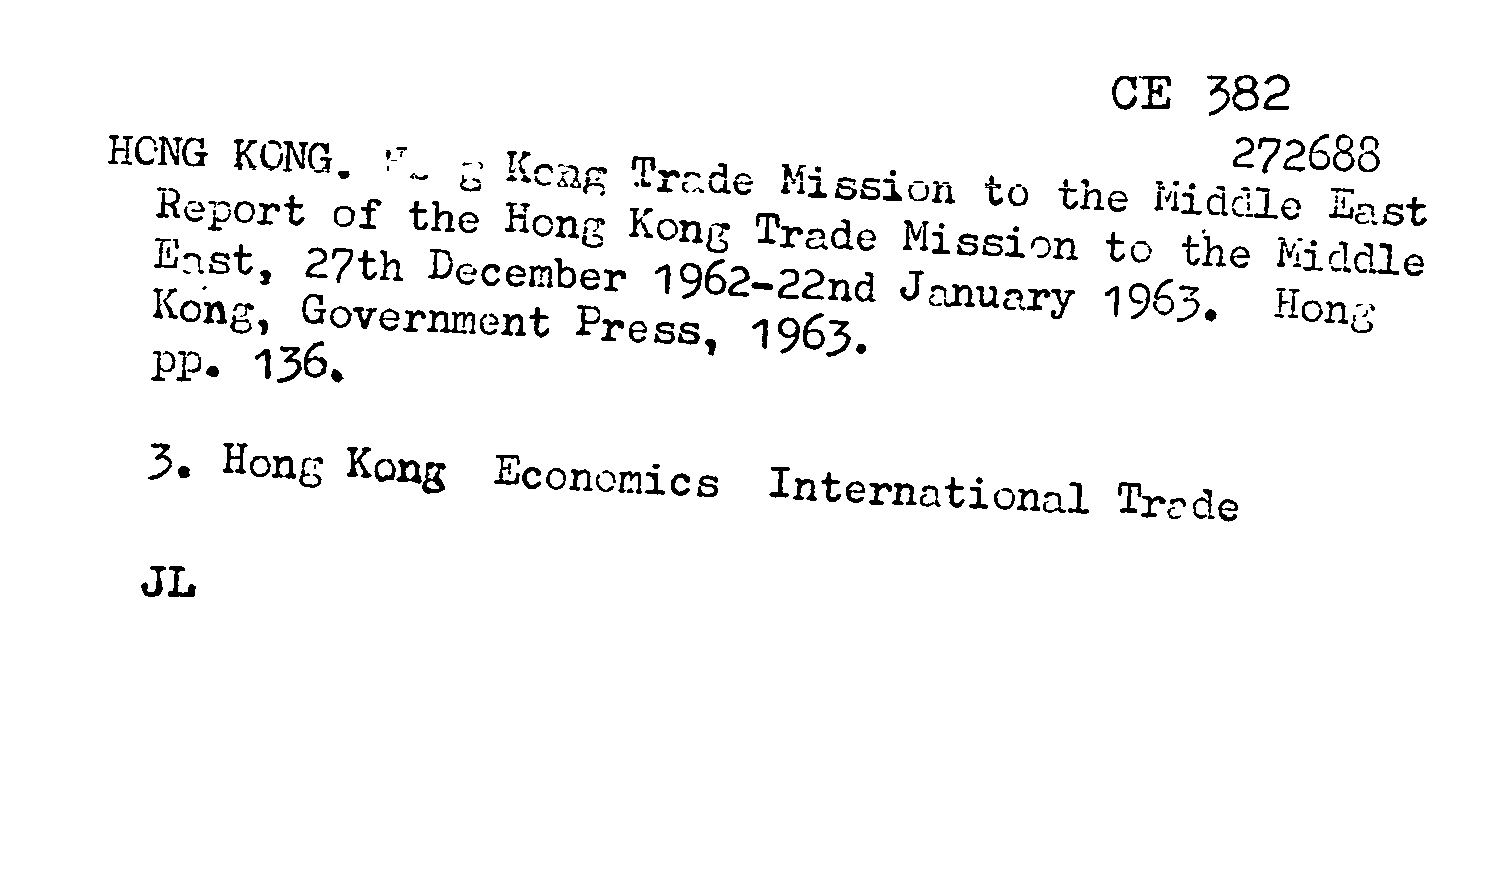 CE 382
272688
HONG KONG. Hong Kong Trade Mission to the Middle East
Report of the Hong Kong Trade Mission to the Middle
East, 27th December 1962-22nd January 1963. Hong
Kong, Government Press, 1963.
pp. 136.
3. Hong Kong Economics International Trade
JL